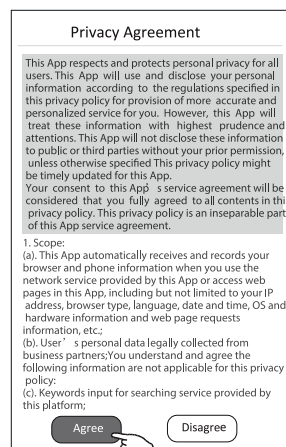 Privacy Agreement
This App respects and protects personal privacy for all
users. This App will use and disclose your personal
information according to the regulations specified in
this privacy policy for provision of more accurate and
personalized service for you. However, this App will
treat these information with highest prudence and
attentions. This App will not disclose these information
to public or third parties without your prior permission,
unless otherwise specified This privacy policy might
be timely updated for this App.
Your consent to this App's service agreement will be
considered that you fully agreed to all contents in thi
privacy policy. This privacy policy is an inseparable part
of this App service agreement.
1. Scope:
(a). This App automatically receives and records your
browser and phone information when you use the
network service provided by this App or access web
pages in this App, including but not limited to your IP
address, browser type, language, date and time, OS and
hardware information and web page requests
information, etc.;
(b). User' s personal data legally collected from
business partners;You understand and agree the
following information are not applicable for this privacy
policy:
(c). Keywords input for searching service provided by
this platform;
Agree Disagree